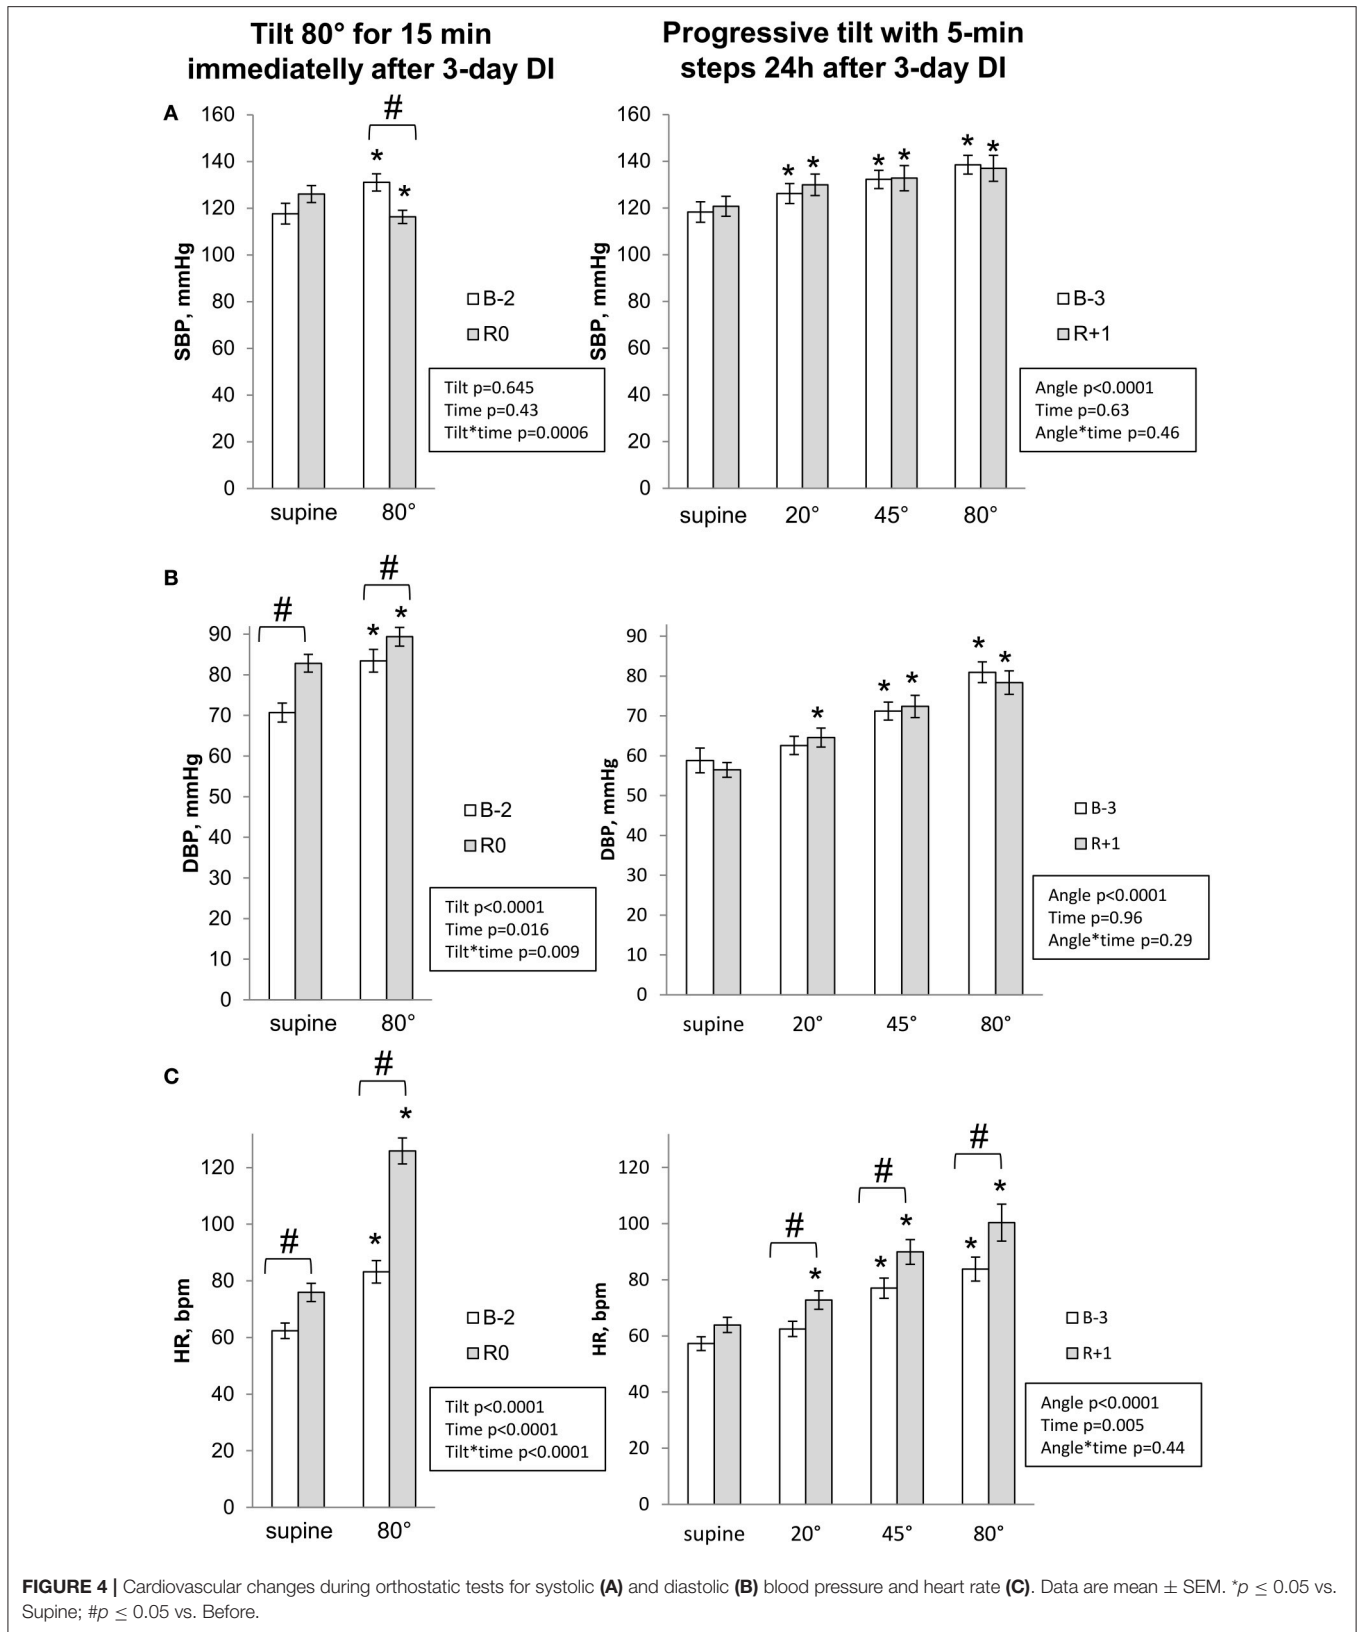 Tilt 80° for 15 min
immediatelly after 3-day DI
Progressive tilt with 5-min
steps 24h after 3-day DI
A
#
160
140
120
100
80
60
40
20
0
SBP, mmHg
*
*
supine 80°
B-2
R0
Tilt p=0.645
Time p=0.43
Tilt*time p=0.0006
160
140
120
100
80
60
40
20
0
SBP, mmHg
* * * * * *
supine 20° 45° 80°
B-3
R+1
Angle p<0.0001
Time p=0.63
Angle*time p=0.46
B
# #
90
80
70
60
50
40
30
20
10
0
DBP, mmHg
* *
supine 80°
B-2
R0
Tilt p<0.0001
Time p=0.016
Tilt*time p=0.009
90
80
70
60
50
40
30
20
10
0
DBP, mmHg
* * * * *
supine 20° 45° 80°
B-3
R+1
Angle p<0.0001
Time p=0.96
Angle*time p=0.29
C
# #
120
100
80
60
40
20
0
HR, bpm
* *
supine 80°
B-2
R0
Tilt p<0.0001
Time p<0.0001
Tilt*time p<0.0001
# # #
120
100
80
60
40
20
0
HR, bpm
* * * * *
supine 20° 45° 80°
B-3
R+1
Angle p<0.0001
Time p=0.005
Angle*time p=0.44
FIGURE 4 | Cardiovascular changes during orthostatic tests for systolic (A) and diastolic (B) blood pressure and heart rate (C). Data are mean ± SEM. *p ≤ 0.05 vs.
Supine; #p ≤ 0.05 vs. Before.